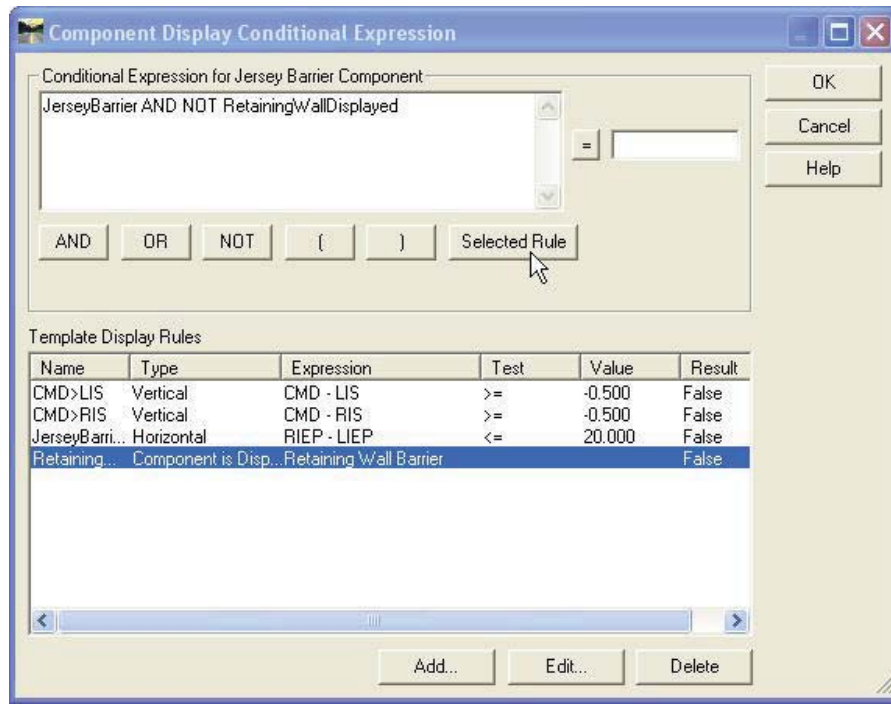 Component Display Conditional Expression
Conditional Expression for Jersey Barrier Component
JerseyBarrier AND NOT RetainingWallDisplayed
=
OK
Cancel
Help
AND OR NOT ( ) Selected Rule
Template Display Rules
Name Type Expression Test Value Result
CMD>LIS Vertical CMD - LIS >= -0.500 False
CMD>RIS Vertical CMD - RIS >= -0.500 False
JerseyBarri... Horizontal RIEP - LIEP <= 20.000 False
Retaining... Component is Disp... Retaining Wall Barrier False
Add... Edit... Delete